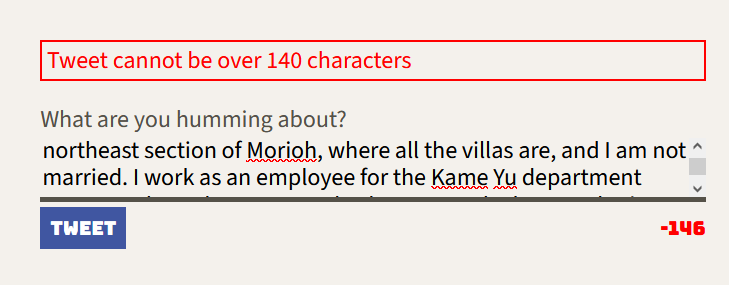 Tweet cannot be over 140 characters
What are you humming about?
northeast section of Morioh, where all the villas are, and I am not
married. I work as an employee for the Kame Yu department
TWEET
-146